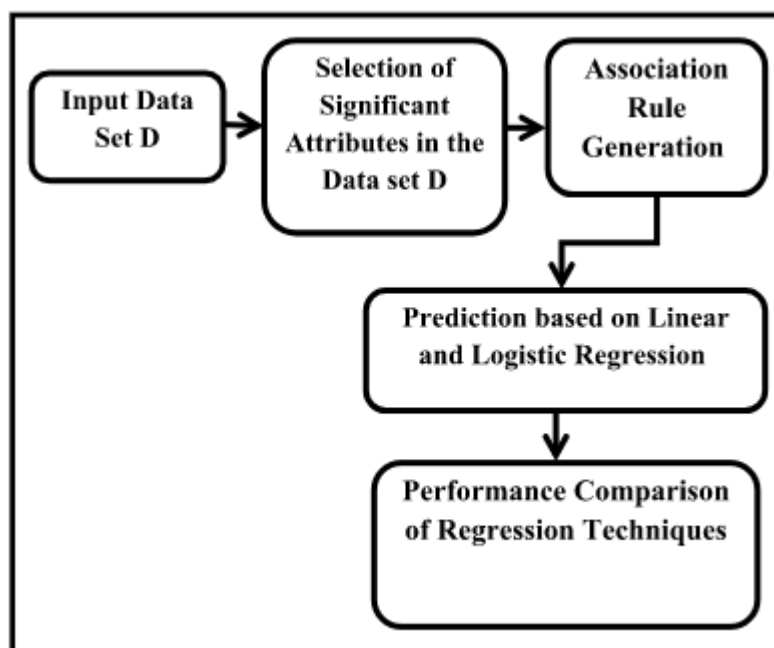 Input Data
Set D
Selection of
Significant
Attributes in the
Data set D
Association
Rule
Generation
Prediction based on Linear
and Logistic Regression
Performance Comparison
of Regression Techniques